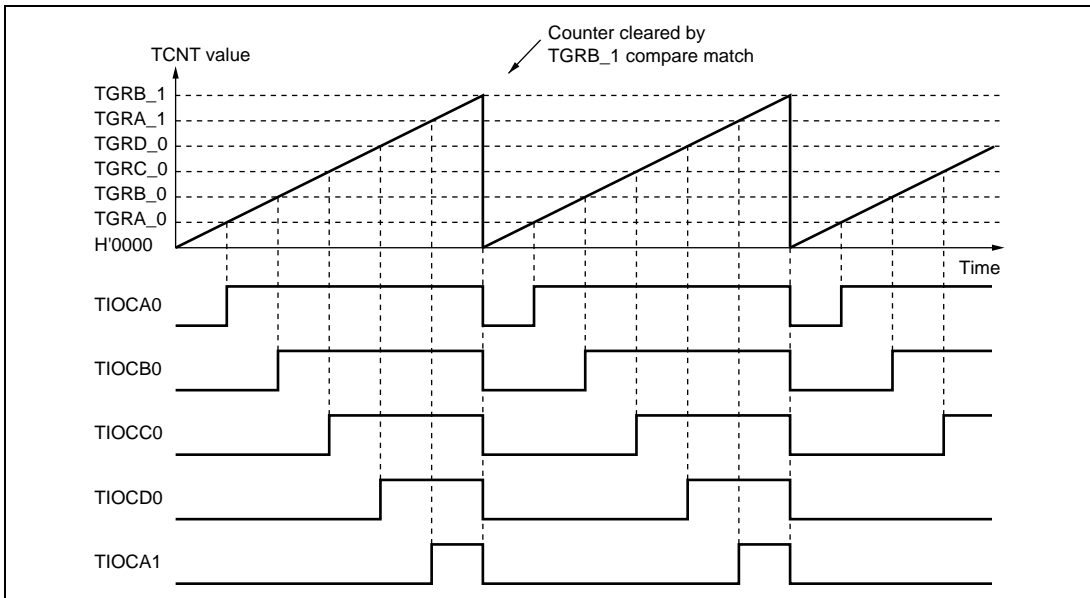 Counter cleared by
TGRB_1 compare match
TCNT value
TGRB_1
TGRA_1
TGRD_0
TGRC_0
TGRB_0
TGRA_0
H'0000
Time
TIOCA0
TIOCB0
TIOCC0
TIOCD0
TIOCA1